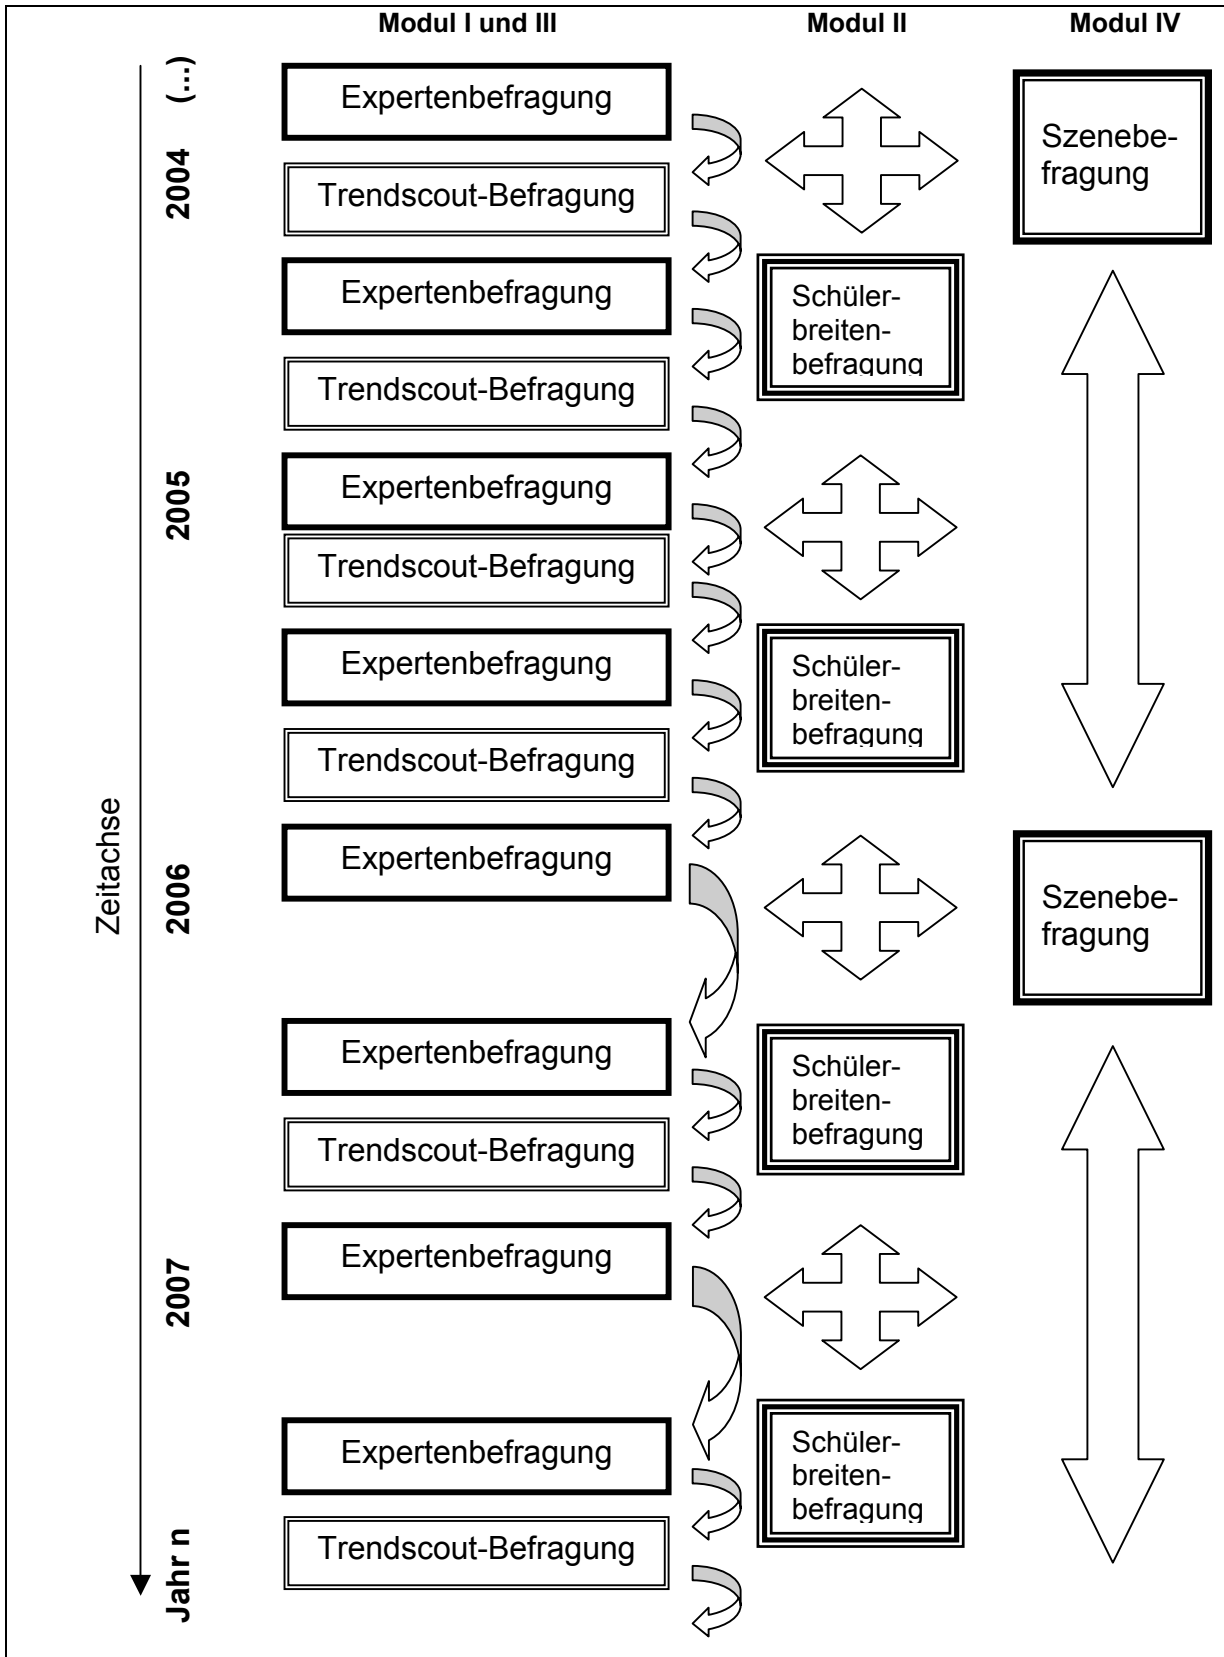 Modul I und III
Modul II
Modul IV
Zeitachse
(...)
2004
2005
2006
2007
Jahr n
Expertenbefragung
Trendscout-Befragung
Expertenbefragung
Trendscout-Befragung
Expertenbefragung
Trendscout-Befragung
Expertenbefragung
Trendscout-Befragung
Expertenbefragung
Expertenbefragung
Trendscout-Befragung
Expertenbefragung
Expertenbefragung
Trendscout-Befragung
Schüler-
breiten-
befragung
Schüler-
breiten-
befragung
Schüler-
breiten-
befragung
Schüler-
breiten-
befragung
Szenebe-
fragung
Szenebe-
fragung